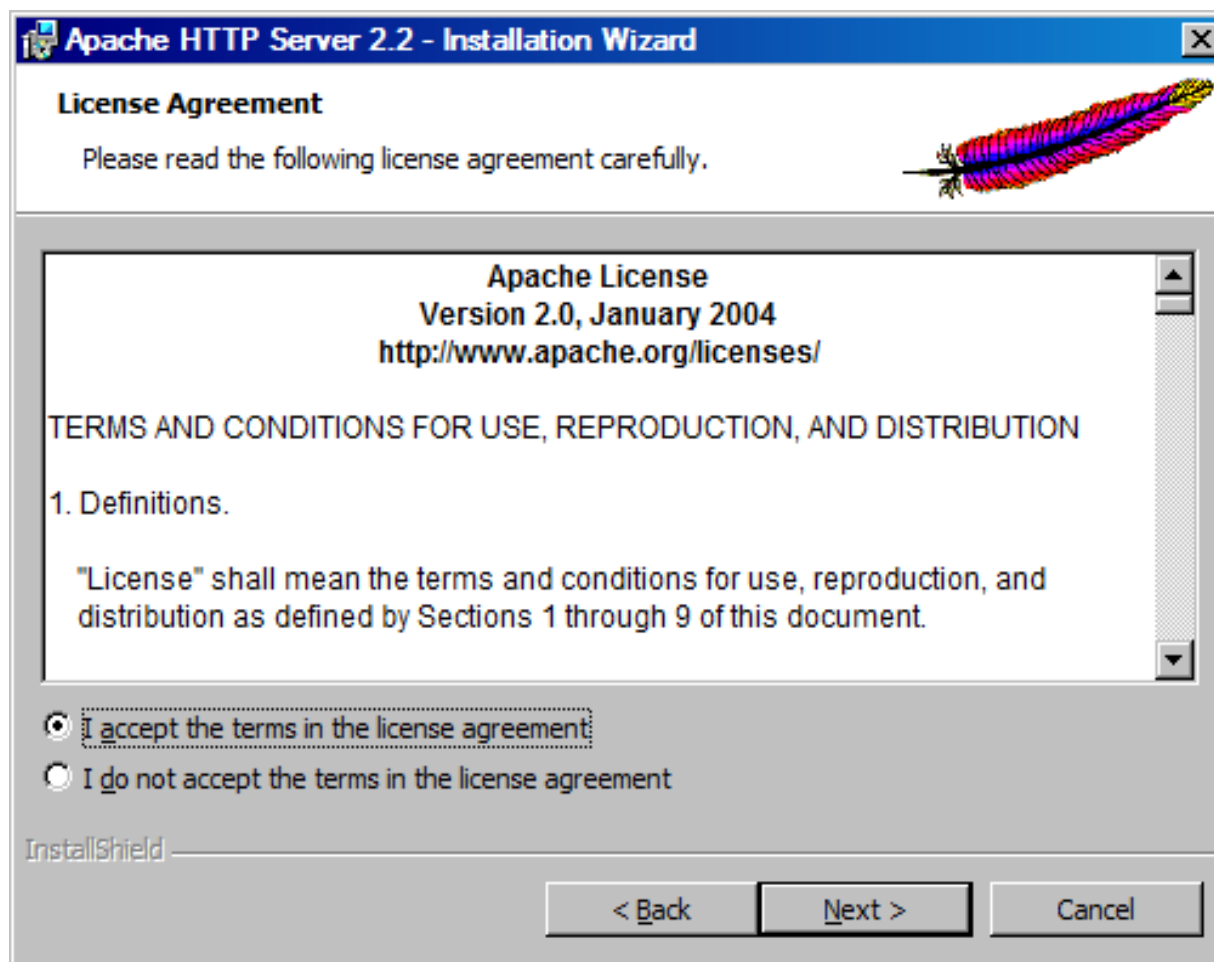 Apache HTTP Server 2.2 - Installation Wizard
License Agreement
Please read the following license agreement carefully.
Apache License
Version 2.0, January 2004
http://www.apache.org/licenses/
TERMS AND CONDITIONS FOR USE, REPRODUCTION, AND DISTRIBUTION
1. Definitions.
"License" shall mean the terms and conditions for use, reproduction, and
distribution as defined by Sections 1 through 9 of this document.
I accept the terms in the license agreement
I do not accept the terms in the license agreement
InstallShield
< Back Next > Cancel